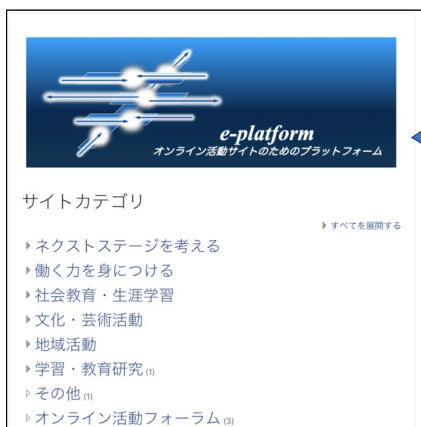 e-platform
オンライン活動サイトのためのプラットフォーム
サイトカテゴリ
すべてを展開する
ネクストステージを考える
働く力を身につける
社会教育・生涯学習
文化・芸術活動
地域活動
学習・教育研究 (1)
その他 (1)
オンライン活動フォーラム (3)